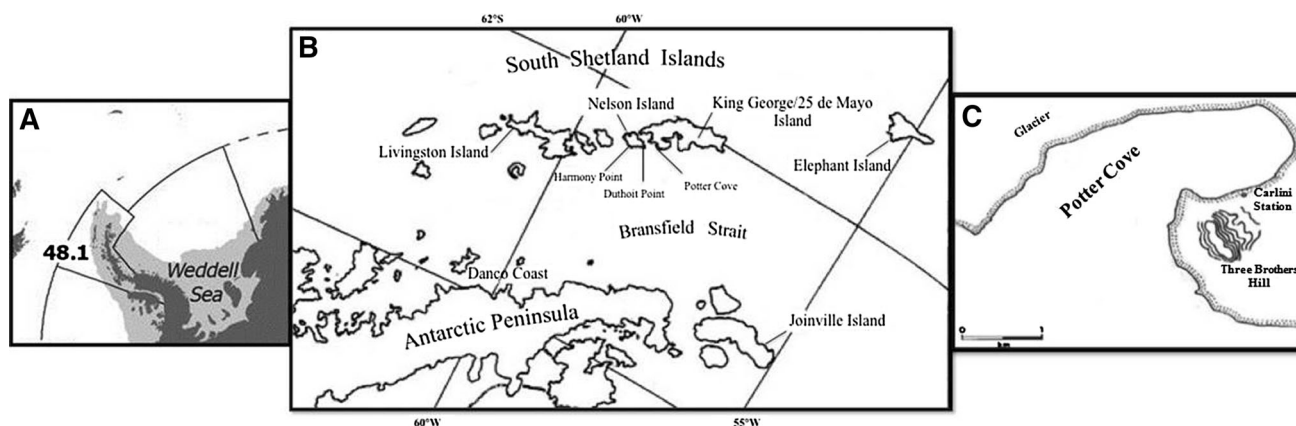 A
48.1
Weddell
Sea
62°S
60°W
B
South Shetland Islands
Nelson Island
King George/25 de Mayo
Island
Livingston Island
Elephant Island
Harmony Point
Duthoit Point
Potter Cove
Bransfield Strait
Danco Coast
Antarctic Peninsula
Joinville Island
60°W
55°W
C
Glacier
Potter Cove
Carlini
Station
Three Brothers
Hill
0 1
km